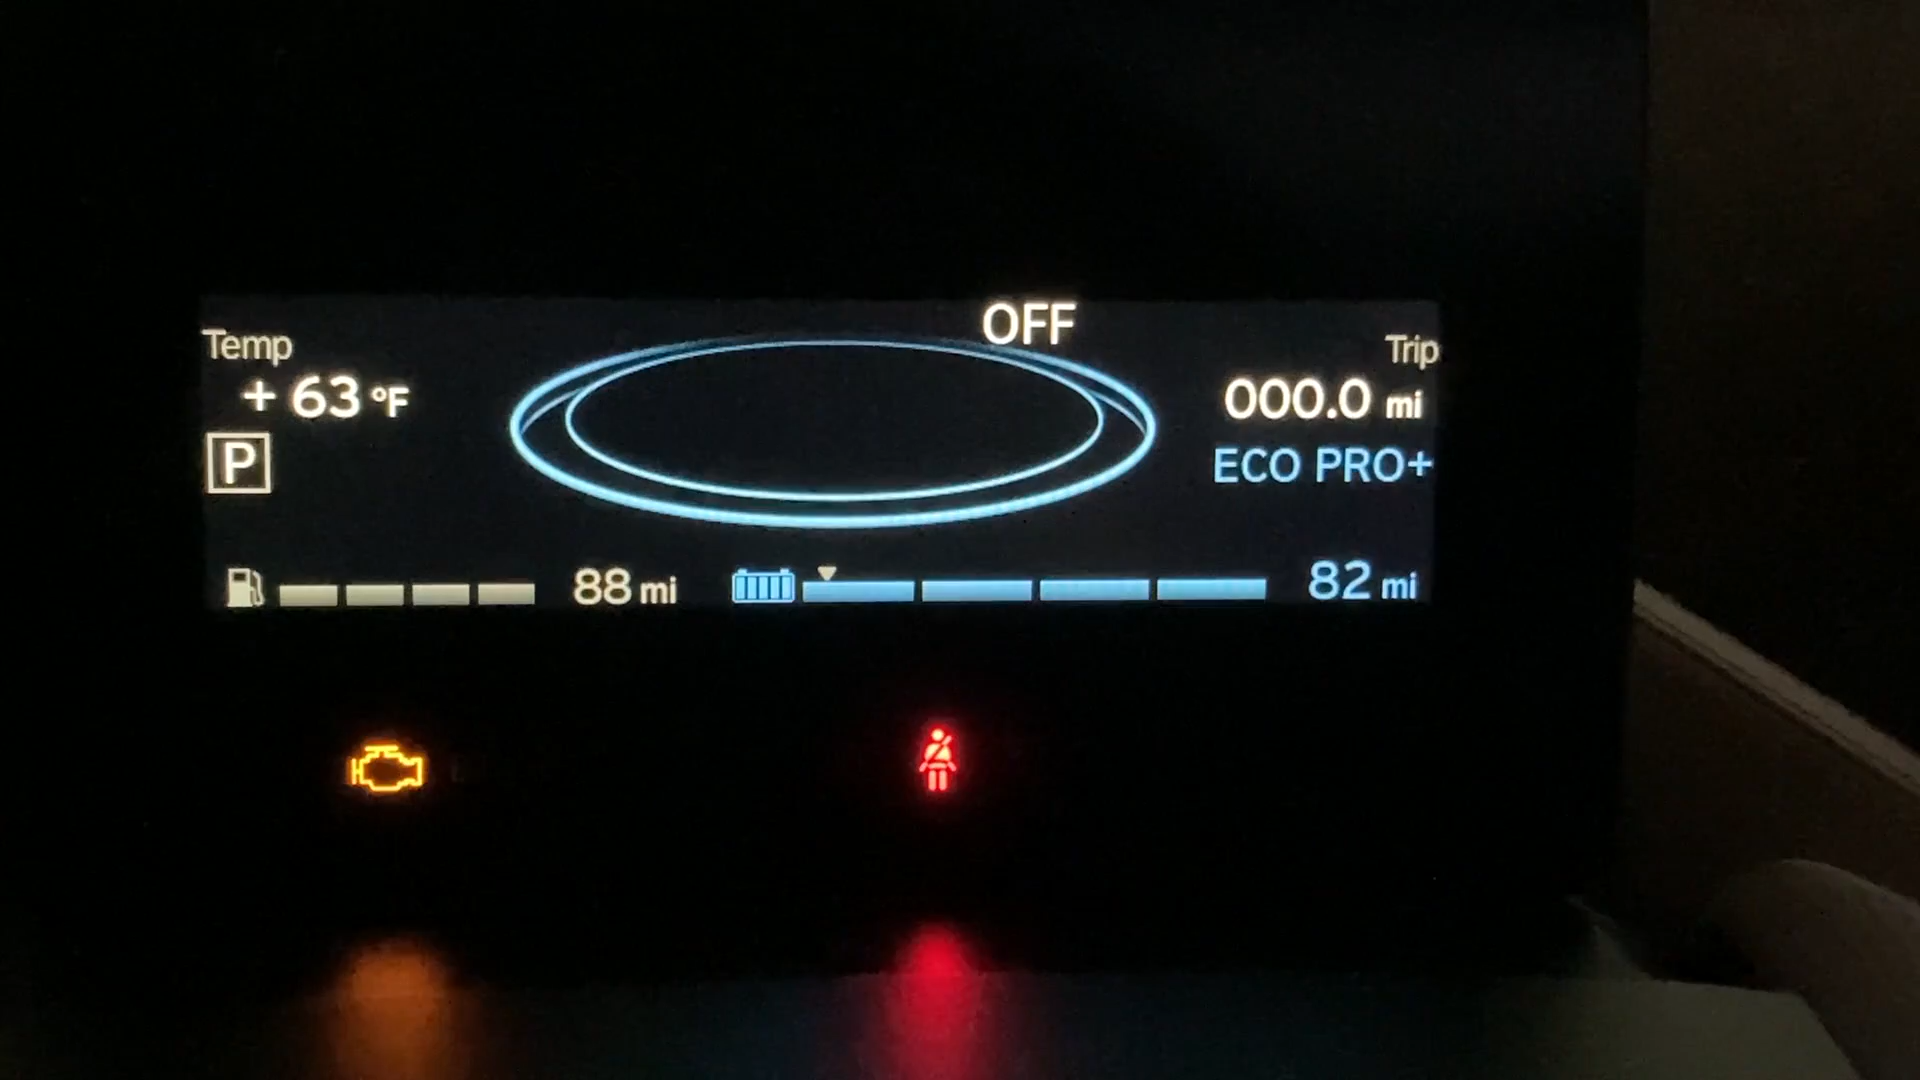 OFF
Temp
+ 63 °F
P
Trip
000.0 mi
ECO PRO+
88 mi
82 mi